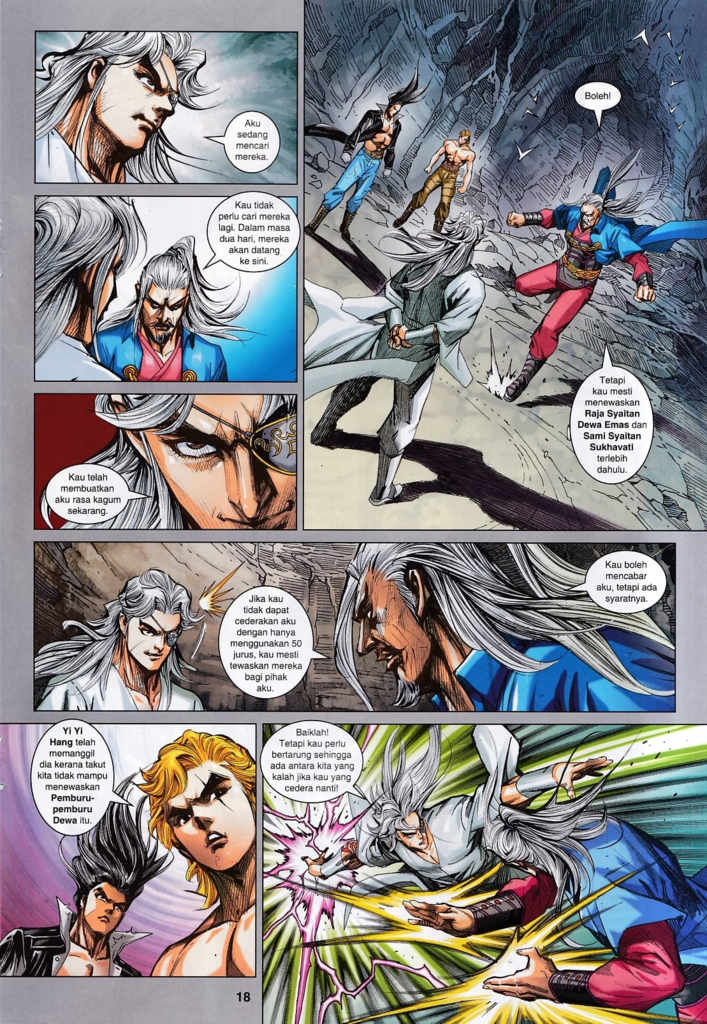 Aku
sedang
mencari
mereka.
Kau tidak
perlu cari mereka
lagi. Dalam masa
dua hari, mereka
akan datang
ke sini.
Kau telah
membuatkan
aku rasa kagum
sekarang.
Boleh!
Tetapi
kau mesti
menewaskan
Raja Syaitan
Dewa Emas dan
Sami Syaitan
Sukhavati
terlebih
dahulu.
Kau boleh
mencabar
aku, tetapi ada
syaratnya.
Jika kau
tidak dapat
cederakan aku
dengan hanya
menggunakan 50
jurus, kau mesti
tewaskan mereka
bagi pihak
aku.
Yi Yi
Hang telah
memanggil
dia kerana takut
kita tidak mampu
menewaskan
Pemburu-
pemburu
Dewa itu.
Baiklah!
Tetapi kau perlu
bertarung sehingga
ada antara kita yang
kalah jika kau yang
cedera nanti!
18